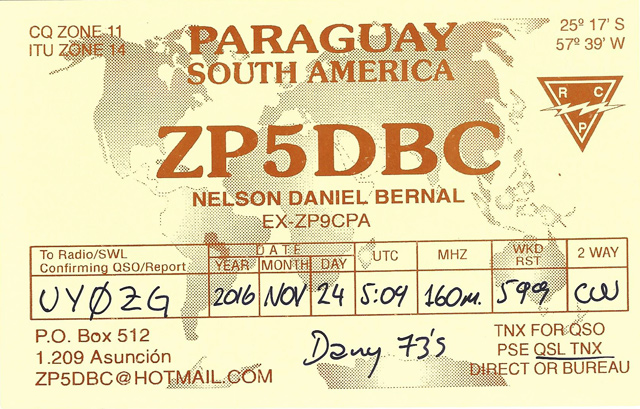 CQ ZONE 11
ITU ZONE 14
PARAGUAY
SOUTH AMERICA
25º 17' S
57º 39' W
R C P
ZP5DBC
NELSON DANIEL BERNAL
EX-ZP9CPA
To Radio/SWL
Confirming QSO/Report
DATE
YEAR MONTH DAY
UTC
MHZ
WKD
RST
2 WAY
UYØZG 2016 NOV 24 5:09 160m. 599 CW
P.O. Box 512
1.209 Asunción
ZP5DBC@HOTMAIL.COM
Dany 73's
TNX FOR QSO
PSE QSL TNX
DIRECT OR BUREAU